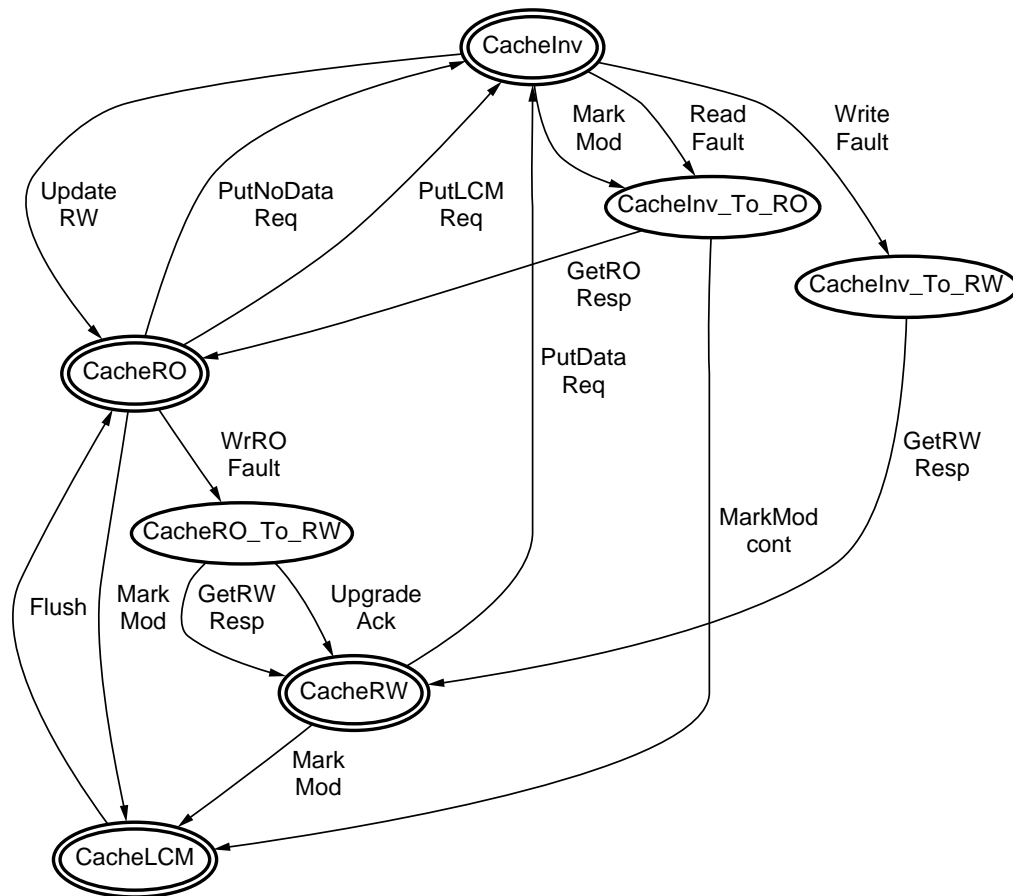 CacheInv
Mark
Mod
Read
Fault
Write
Fault
Update
RW
PutNoData
Req
PutLCM
Req
CacheInv_To_RO
GetRO
Resp
CacheInv_To_RW
CacheRO
PutData
Req
WrRO
Fault
GetRW
Resp
CacheRO_To_RW
MarkMod
cont
Flush
Mark
Mod
GetRW
Resp
Upgrade
Ack
CacheRW
Mark
Mod
CacheLCM